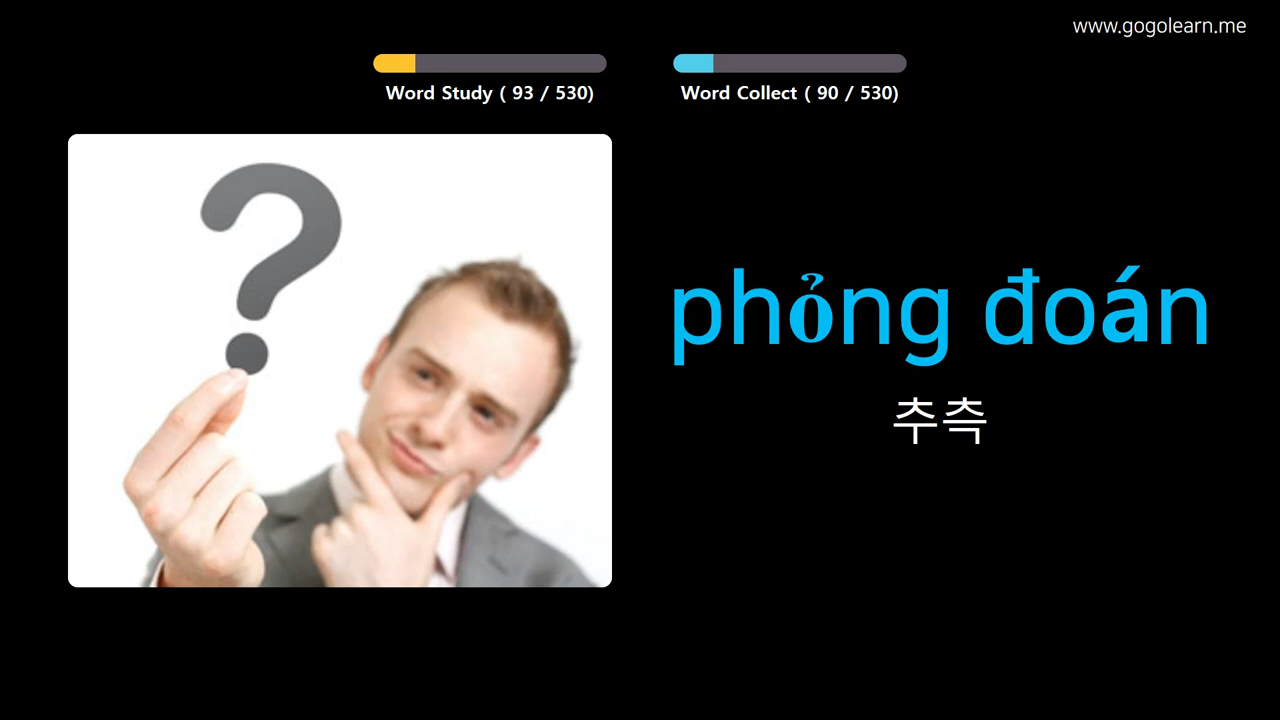 www.gogolearn.me
Word Study ( 93 / 530)
Word Collect ( 90 / 530)
?
phỏng đoán
추측